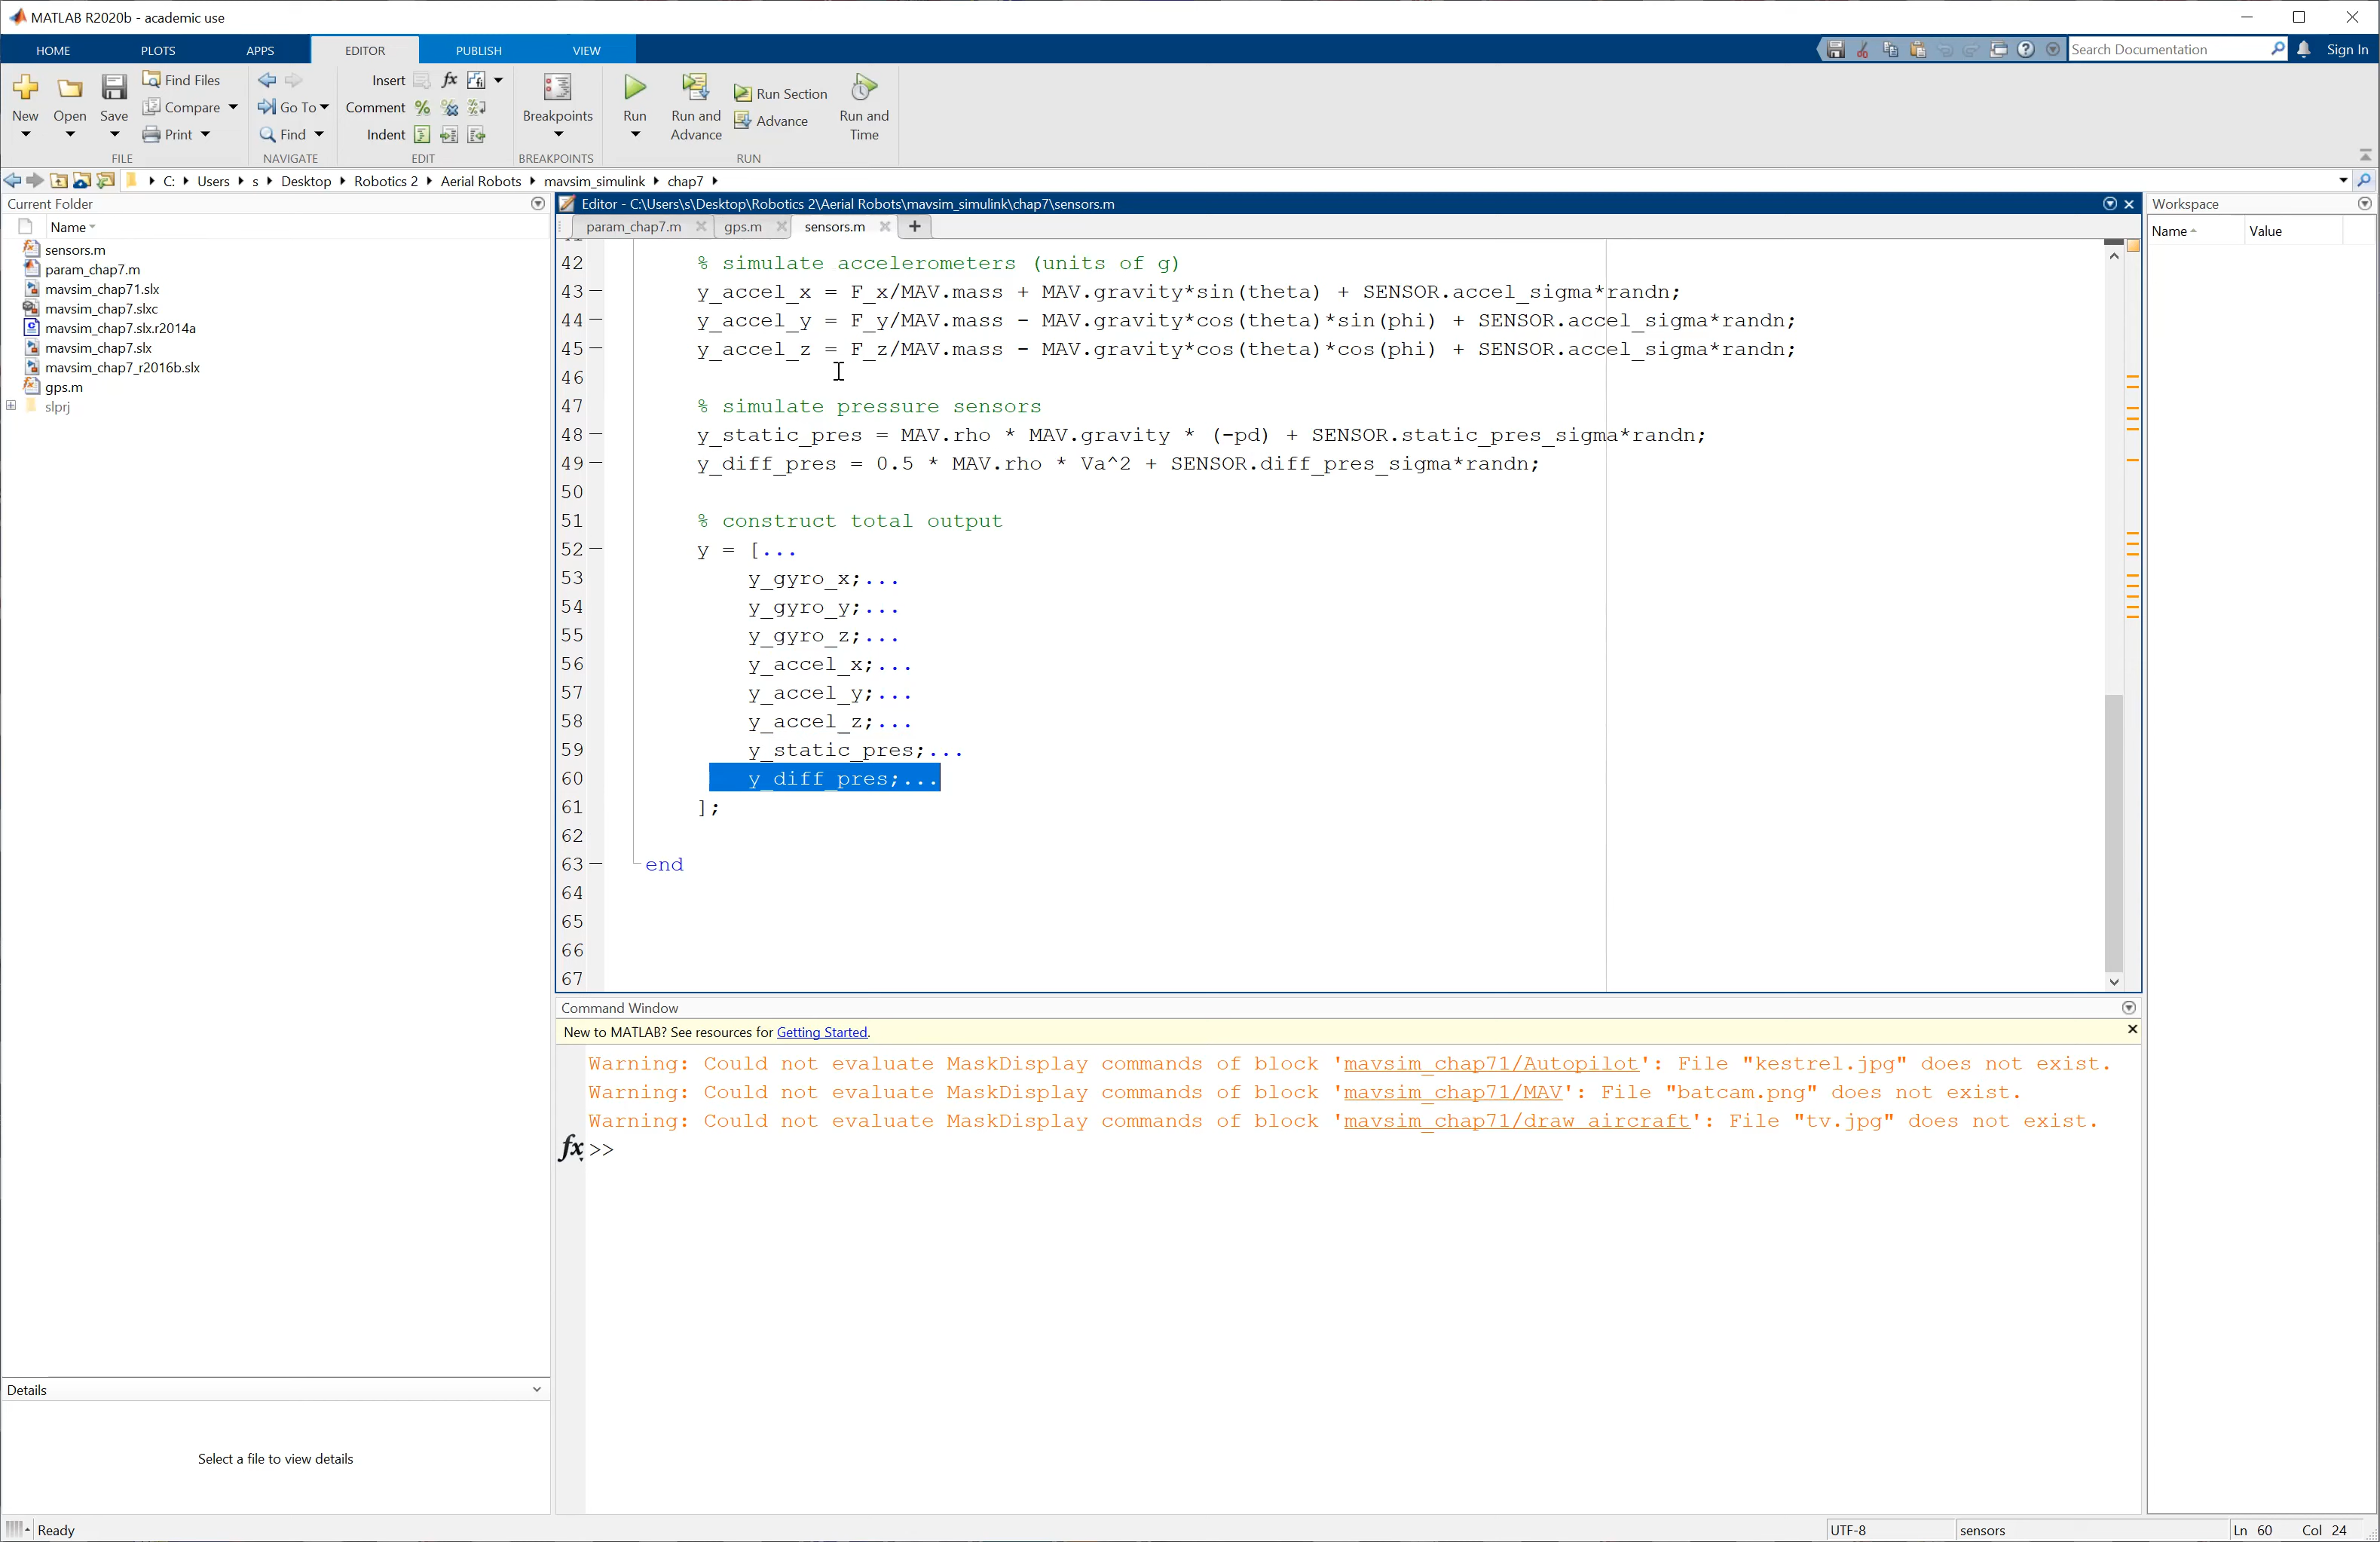 MATLAB R2020b - academic use
HOME PLOTS APPS EDITOR PUBLISH VIEW
Search Documentation
Sign In
New
Open
Save
Find Files
Compare
Print
FILE
Go To
Find
NAVIGATE
Insert
Comment
Indent
EDIT
Breakpoints
BREAKPOINTS
Run
Run and Advance
Run Section
Advance
Run and Time
RUN
C: Users s Desktop Robotics 2 Aerial Robots mavsim_simulink chap7
Current Folder
Name
sensors.m
param_chap7.m
mavsim_chap71.slx
mavsim_chap7.slxc
mavsim_chap7.slx.r2014a
mavsim_chap7.slx
mavsim_chap7_r2016b.slx
gps.m
slprj
Details
Select a file to view details
Editor - C:\Users\s\Desktop\Robotics 2\Aerial Robots\mavsim_simulink\chap7\sensors.m
param_chap7.m gps.m sensors.m
42 % simulate accelerometers (units of g)
43 y_accel_x = F_x/MAV.mass + MAV.gravity*sin(theta) + SENSOR.accel_sigma*randn;
44 y_accel_y = F_y/MAV.mass - MAV.gravity*cos(theta)*sin(phi) + SENSOR.accel_sigma*randn;
45 y_accel_z = F_z/MAV.mass - MAV.gravity*cos(theta)*cos(phi) + SENSOR.accel_sigma*randn;
46
47 % simulate pressure sensors
48 y_static_pres = MAV.rho * MAV.gravity * (-pd) + SENSOR.static_pres_sigma*randn;
49 y_diff_pres = 0.5 * MAV.rho * Va^2 + SENSOR.diff_pres_sigma*randn;
50
51 % construct total output
52 y = [...
53 y_gyro_x;...
54 y_gyro_y;...
55 y_gyro_z;...
56 y_accel_x;...
57 y_accel_y;...
58 y_accel_z;...
59 y_static_pres;...
60 y_diff_pres;...
61 ];
62
63 end
64
65
66
67
Command Window
New to MATLAB? See resources for Getting Started.
Warning: Could not evaluate MaskDisplay commands of block 'mavsim_chap71/Autopilot': File "kestrel.jpg" does not exist.
Warning: Could not evaluate MaskDisplay commands of block 'mavsim_chap71/MAV': File "batcam.png" does not exist.
Warning: Could not evaluate MaskDisplay commands of block 'mavsim_chap71/draw aircraft': File "tv.jpg" does not exist.
fx >>
Workspace
Name Value
Ready
UTF-8 sensors Ln 60 Col 24